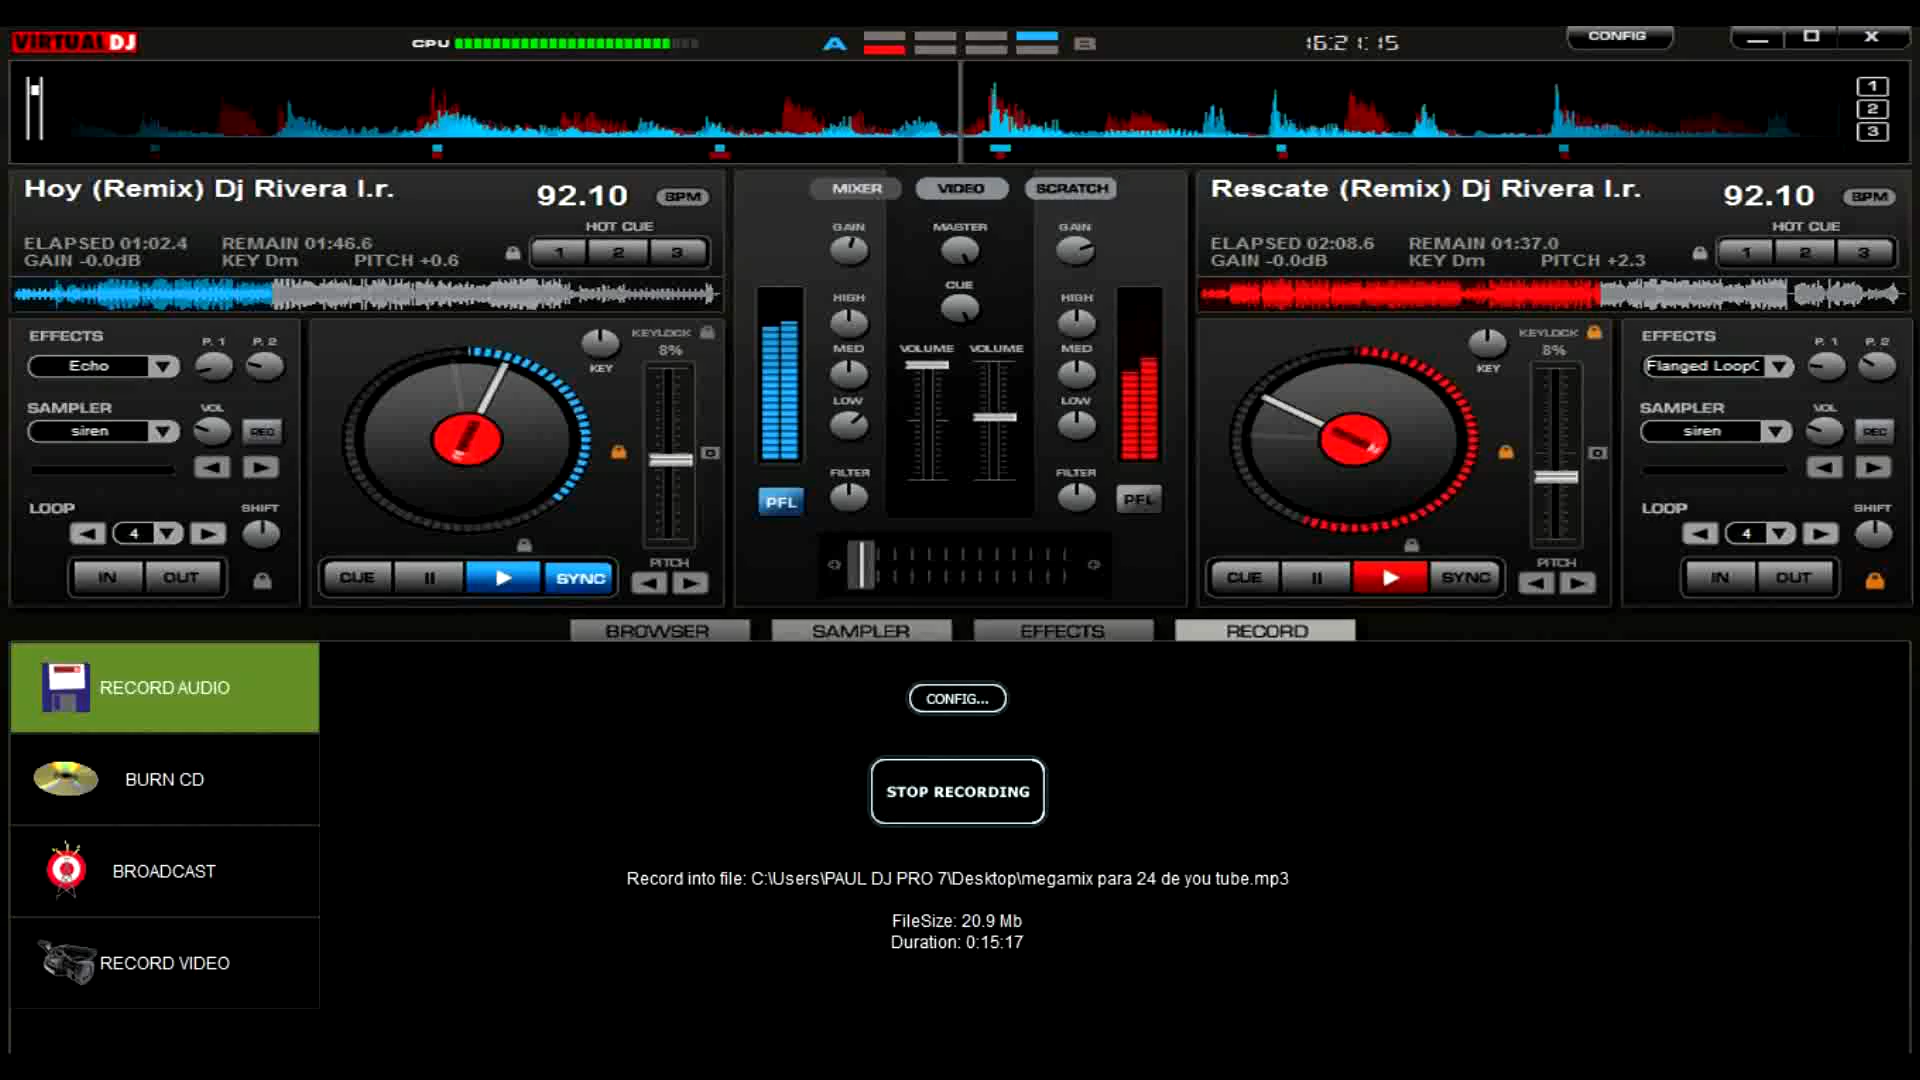 VIRTUAL DJ
CPU
A
B
16:21:15
CONFIG
X
1
2
3
Hoy (Remix) Dj Rivera I.r.
92.10
BPM
HOT CUE
ELAPSED 01:02.4
REMAIN 01:46.6
GAIN -0.0dB
KEY Dm
PITCH +0.6
1
2
3
MIXER
VIDEO
SCRATCH
GAIN
MASTER
GAIN
CUE
HIGH
HIGH
MED
VOLUME
VOLUME
MED
LOW
LOW
FILTER
FILTER
PFL
PFL
Rescate (Remix) Dj Rivera I.r.
92.10
BPM
HOT CUE
ELAPSED 02:08.6
REMAIN 01:37.0
GAIN -0.0dB
KEY Dm
PITCH +2.3
1
2
3
EFFECTS
P. 1
P. 2
Echo
SAMPLER
VOL
siren
REC
LOOP
SHIFT
4
IN
OUT
KEY
KEYLOCK
8%
CUE
SYNC
PITCH
KEY
KEYLOCK
8%
CUE
SYNC
PITCH
EFFECTS
P. 1
P. 2
Flanged LoopC
SAMPLER
VOL
siren
REC
LOOP
SHIFT
4
IN
OUT
BROWSER
SAMPLER
EFFECTS
RECORD
RECORD AUDIO
BURN CD
BROADCAST
RECORD VIDEO
CONFIG...
STOP RECORDING
Record into file: C:\Users\PAUL DJ PRO 7\Desktop\megamix para 24 de you tube.mp3
FileSize: 20.9 Mb
Duration: 0:15:17